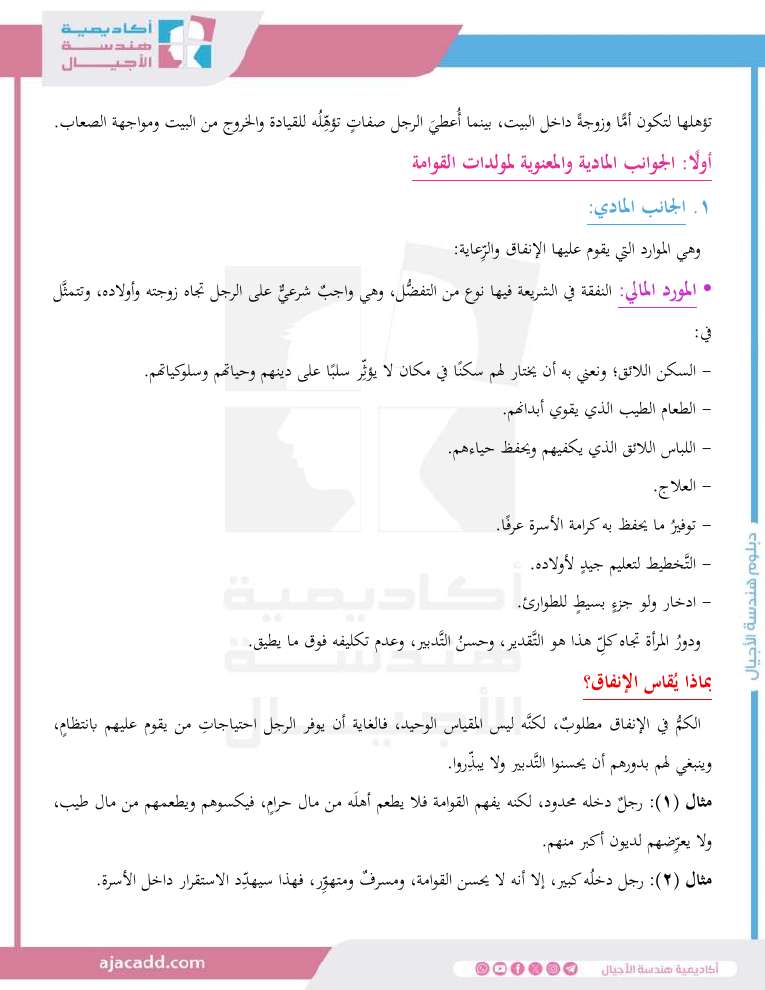 أكاديمية
هندسة
الأجيال
تؤهلها لتكون أمًّا وزوجةً داخل البيت، بينما أُعطيَ الرجل صفاتٍ تؤهِّلُه للقيادة والخروج من البيت ومواجهة الصعاب.
أولًا: الجوانب المادية والمعنوية لمولدات القوامة
١. الجانب المادي:
وهي الموارد التي يقوم عليها الإنفاق والرِّعاية:
• المورد المالي: النفقة في الشريعة فيها نوع من التفضُّل، وهي واجبٌ شرعيٌّ على الرجل تجاه زوجته وأولاده، وتتمثَّل
في:
– السكن اللائق؛ ونعني به أن يختار لهم سكنًا في مكان لا يؤثِّر سلبًا على دينهم وحياتهم وسلوكياتهم.
– الطعام الطيب الذي يقوي أبدانهم.
– اللباس اللائق الذي يكفيهم ويحفظ حياءهم.
– العلاج.
– توفيرُ ما يحفظ به كرامة الأسرة عرفًا.
– التَّخطيط لتعليم جيدٍ لأولاده.
– ادخار ولو جزءٍ بسيطٍ للطوارئ.
ودورُ المرأة تجاه كلِّ هذا هو التَّقدير، وحسنُ التَّدبير، وعدم تكليفه فوق ما يطيق.
بماذا يُقاس الإنفاق؟
الكمُّ في الإنفاق مطلوبٌ، لكنَّه ليس المقياس الوحيد، فالغاية أن يوفر الرجل احتياجاتِ من يقوم عليهم بانتظامٍ،
وينبغي لهم بدورهم أن يحسنوا التَّدبير ولا يبذِّروا.
مثال (١): رجلٌ دخله محدود، لكنه يفهم القوامة فلا يطعم أهلَه من مال حرامٍ، فيكسوهم ويطعمهم من مال طيب،
ولا يعرِّضهم لديون أكبر منهم.
مثال (٢): رجل دخلُه كبير، إلا أنه لا يحسن القوامة، ومسرفٌ ومتهوِّر، فهذا سيهدِّد الاستقرار داخل الأسرة.
دبلوم هندسة الأجيال
أكاديمية
هندسة
الأجيال
ajacadd.com
أكاديمية هندسة الأجيال